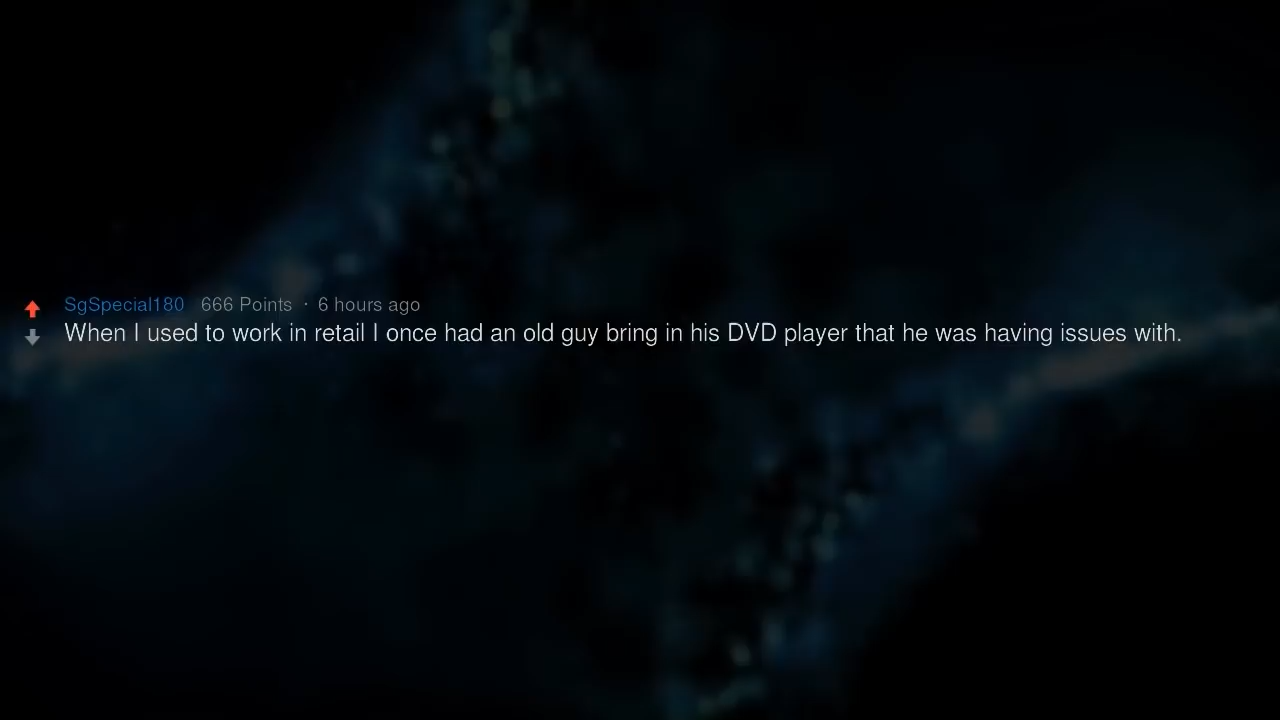 SgSpecial180 666 Points · 6 hours ago
When I used to work in retail I once had an old guy bring in his DVD player that he was having issues with.